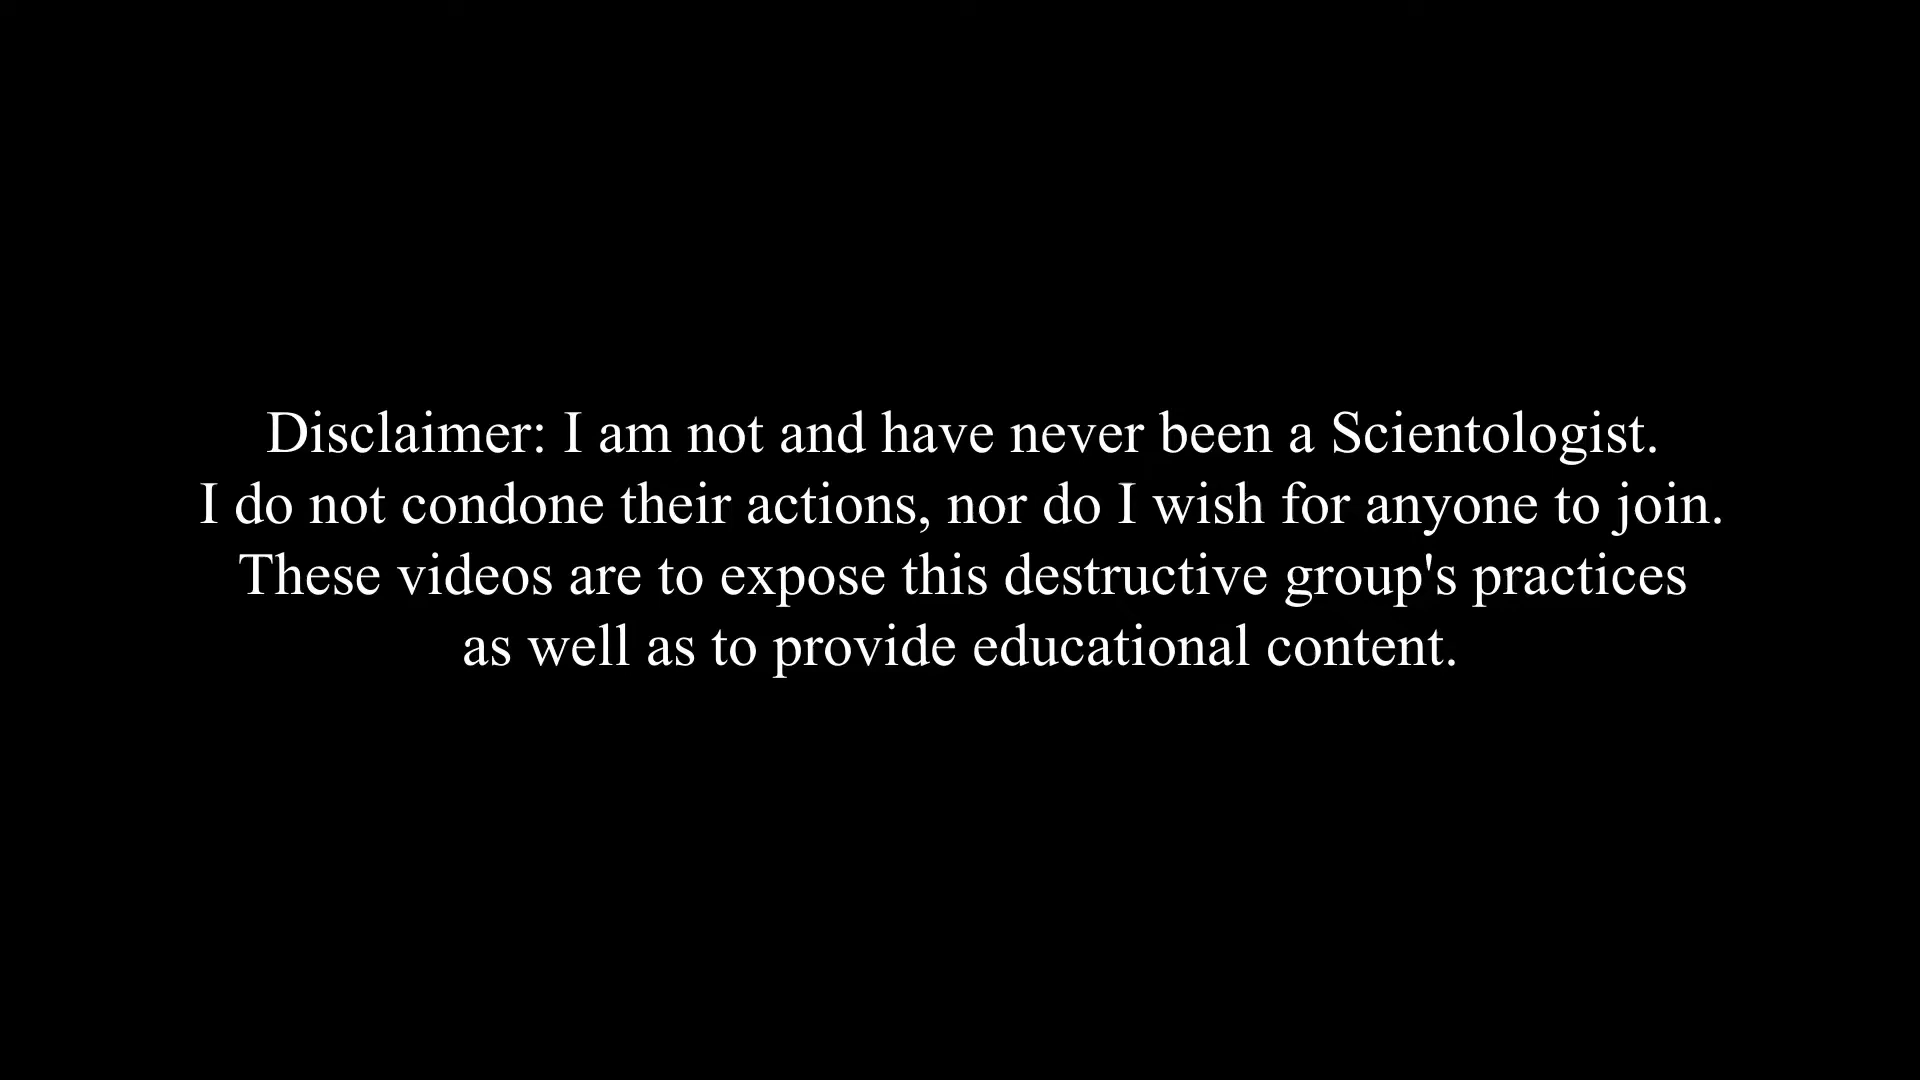 Disclaimer: I am not and have never been a Scientologist.
I do not condone their actions, nor do I wish for anyone to join.
These videos are to expose this destructive group's practices
as well as to provide educational content.